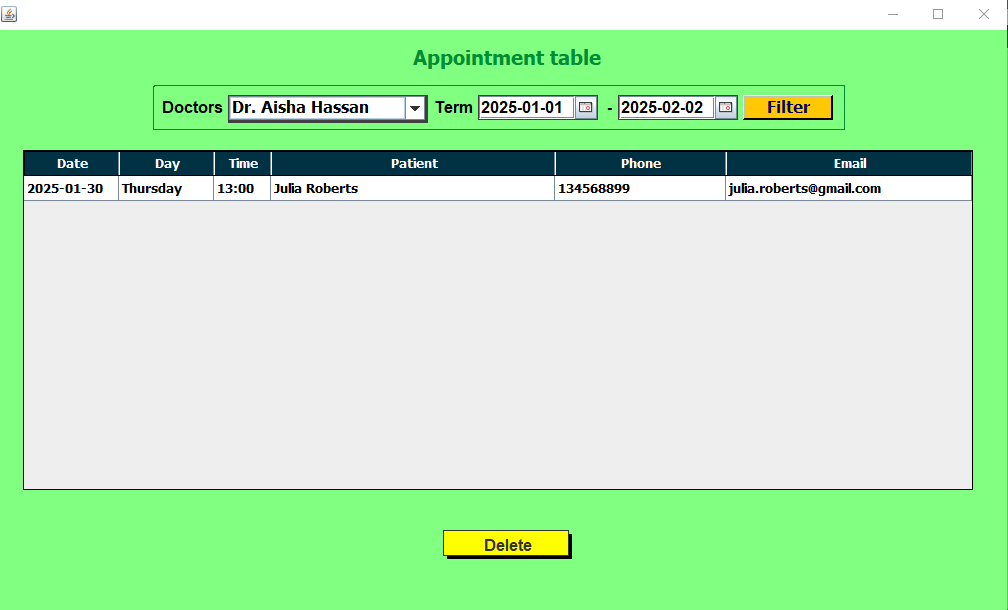 Appointment table
Doctors Dr. Aisha Hassan Term 2025-01-01 - 2025-02-02 Filter
Date Day Time Patient Phone Email
2025-01-30 Thursday 13:00 Julia Roberts 134568899 julia.roberts@gmail.com
Delete